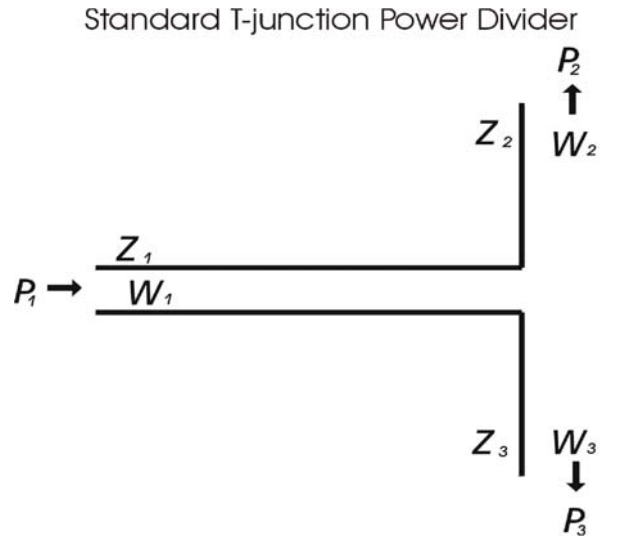 Standard T-junction Power Divider
P₂
Z₂
W₂
Z₁
P₁
W₁
Z₃
W₃
P₃